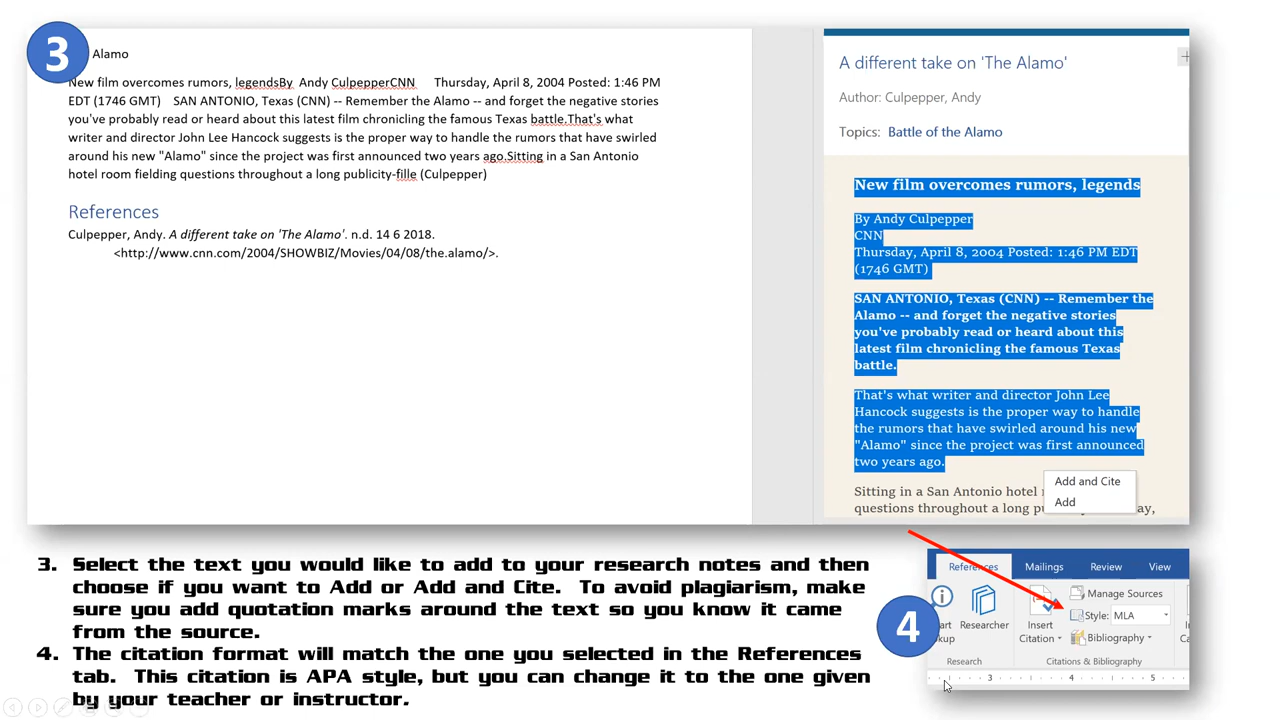 3
Alamo
New film overcomes rumors, legendsBy Andy CulpepperCNN Thursday, April 8, 2004 Posted: 1:46 PM
EDT (1746 GMT) SAN ANTONIO, Texas (CNN) -- Remember the Alamo -- and forget the negative stories
you've probably read or heard about this latest film chronicling the famous Texas battle.That's what
writer and director John Lee Hancock suggests is the proper way to handle the rumors that have swirled
around his new "Alamo" since the project was first announced two years ago.Sitting in a San Antonio
hotel room fielding questions throughout a long publicity-fille (Culpepper)
References
Culpepper, Andy. A different take on 'The Alamo'. n.d. 14 6 2018.
<http://www.cnn.com/2004/SHOWBIZ/Movies/04/08/the.alamo/>.
A different take on 'The Alamo'
Author: Culpepper, Andy
Topics: Battle of the Alamo
New film overcomes rumors, legends
By Andy Culpepper
CNN
Thursday, April 8, 2004 Posted: 1:46 PM EDT
(1746 GMT)
SAN ANTONIO, Texas (CNN) -- Remember the
Alamo -- and forget the negative stories
you've probably read or heard about this
latest film chronicling the famous Texas
battle.
That's what writer and director John Lee
Hancock suggests is the proper way to handle
the rumors that have swirled around his new
"Alamo" since the project was first announced
two years ago.
Sitting in a San Antonio hotel
questions throughout a long
Add and Cite
Add
3. Select the text you would like to add to your research notes and then
choose if you want to Add or Add and Cite. To avoid plagiarism, make
sure you add quotation marks around the text so you know it came
from the source.
4. The citation format will match the one you selected in the References
tab. This citation is APA style, but you can change it to the one given
by your teacher or instructor.
4
References Mailings Review View
Researcher
Insert
Citation
Manage Sources
Style: MLA
Bibliography
Research Citations & Bibliography
3 4 5